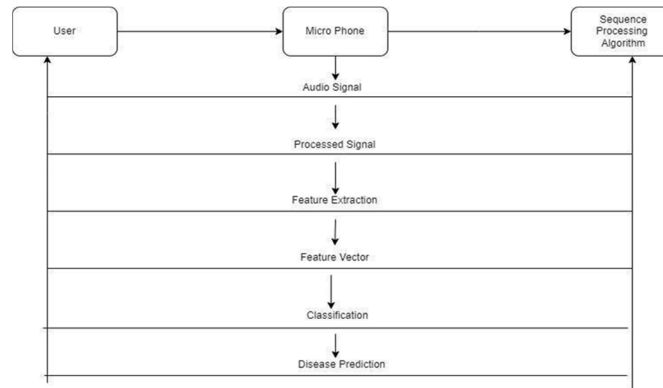 User
Micro Phone
Sequence
Processing
Algorithm
Audio Signal
Processed Signal
Feature Extraction
Feature Vector
Classification
Disease Prediction